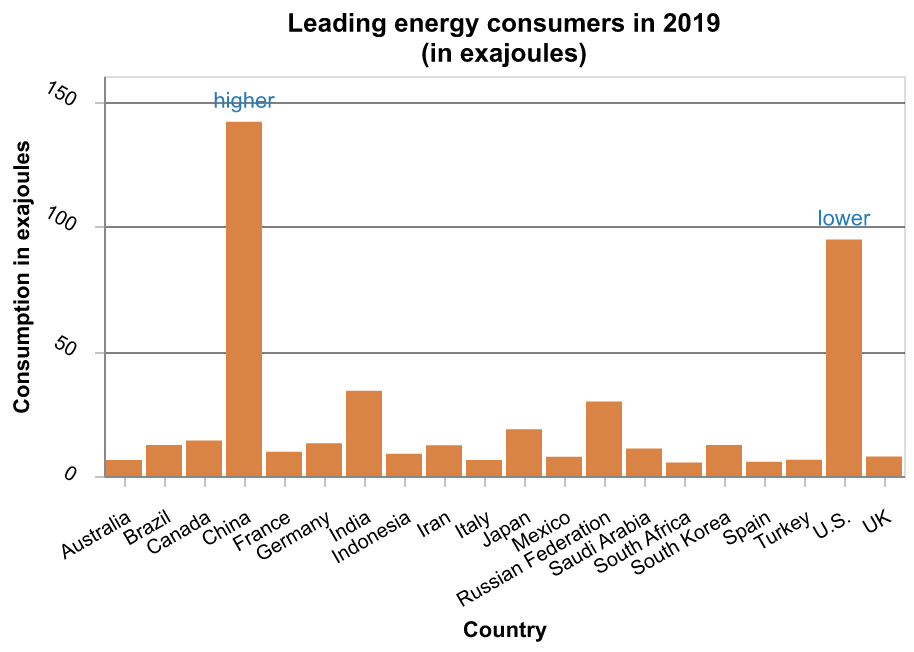 Leading energy consumers in 2019
(in exajoules)
150
higher
100
lower
50
0
Consumption in exajoules
Australia
Brazil
Canada
China
France
Germany
India
Indonesia
Iran
Italy
Japan
Mexico
Russian Federation
Saudi Arabia
South Africa
South Korea
Spain
Turkey
U.S.
UK
Country